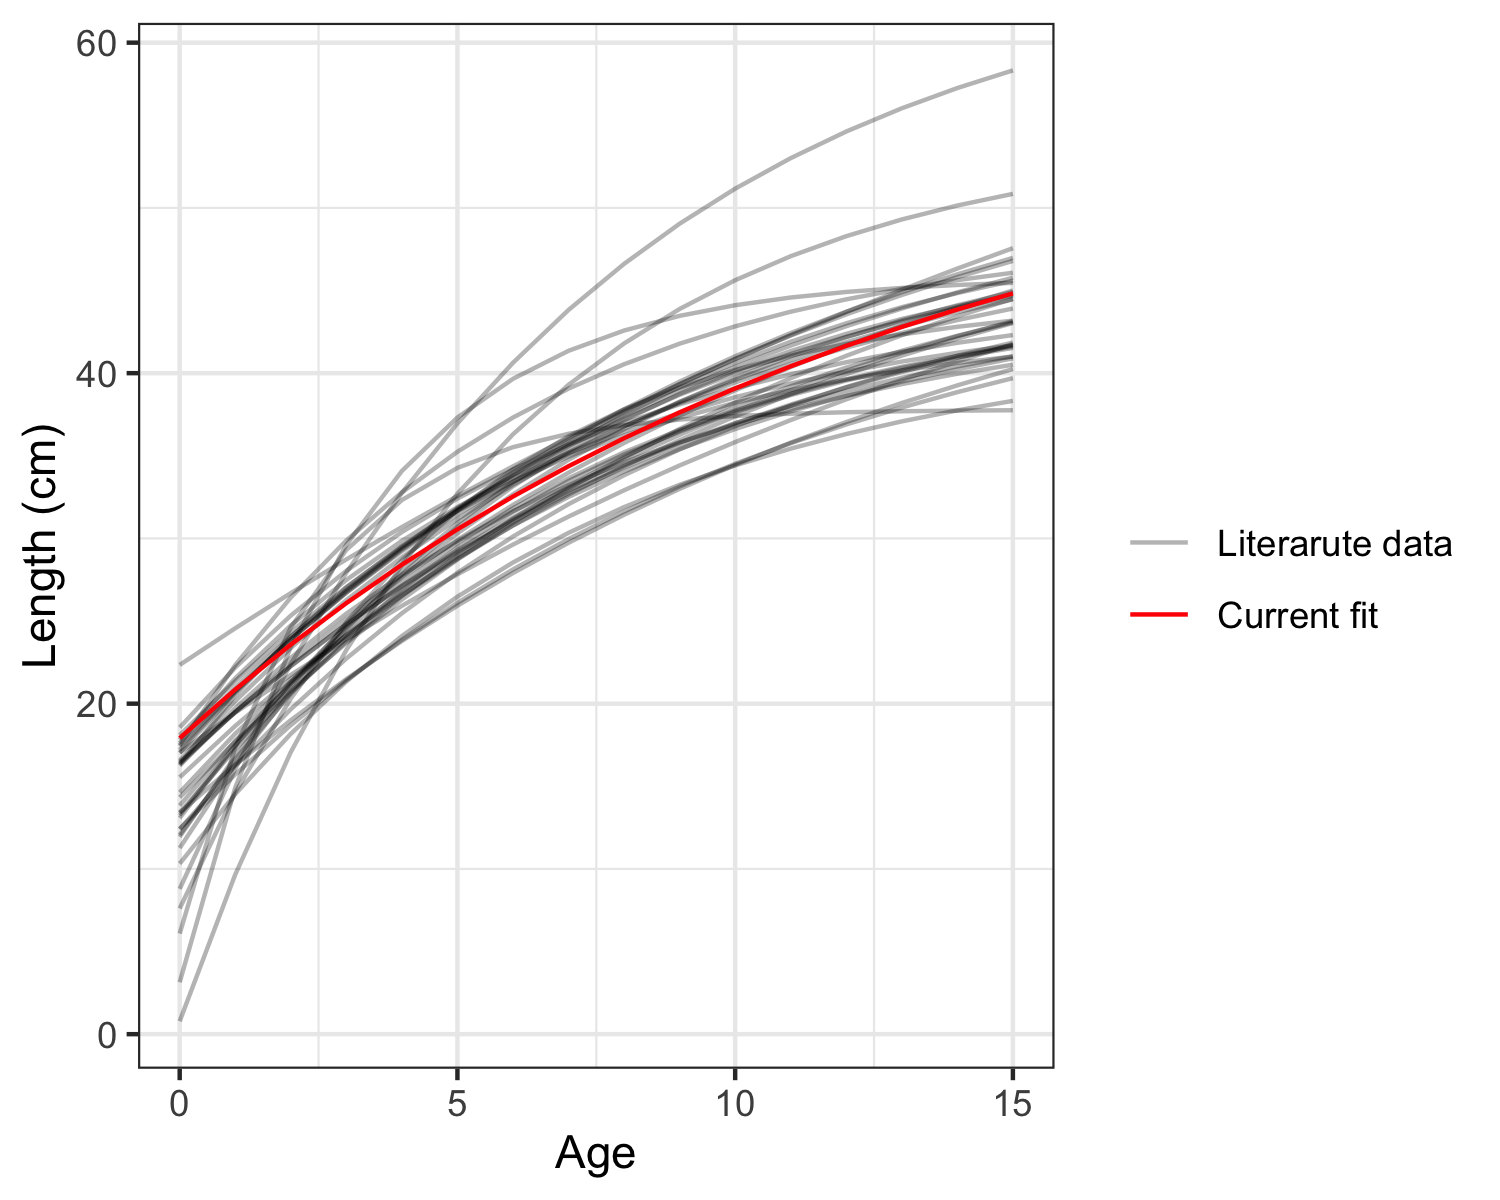 60
40
20
0
0 5 10 15
Age
Length (cm)
Literarute data
Current fit